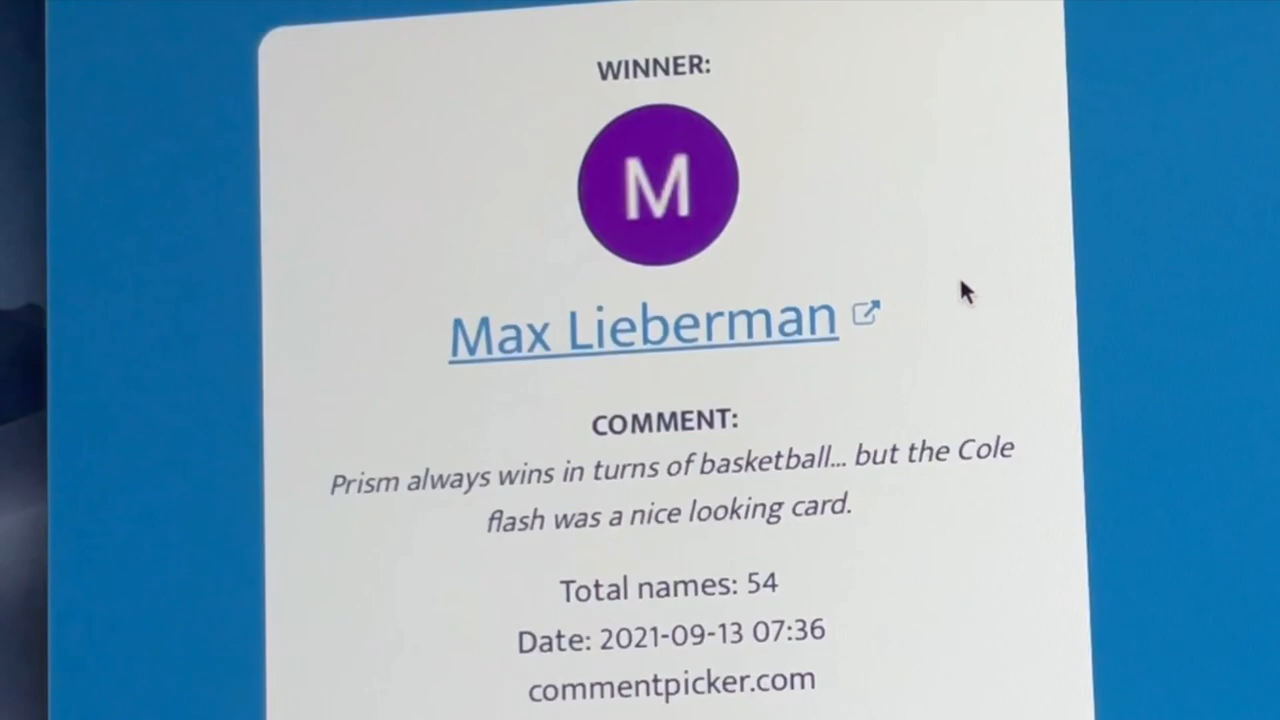 WINNER:
M
Max Lieberman
COMMENT:
Prism always wins in turns of basketball... but the Cole
flash was a nice looking card.
Total names: 54
Date: 2021-09-13 07:36
commentpicker.com